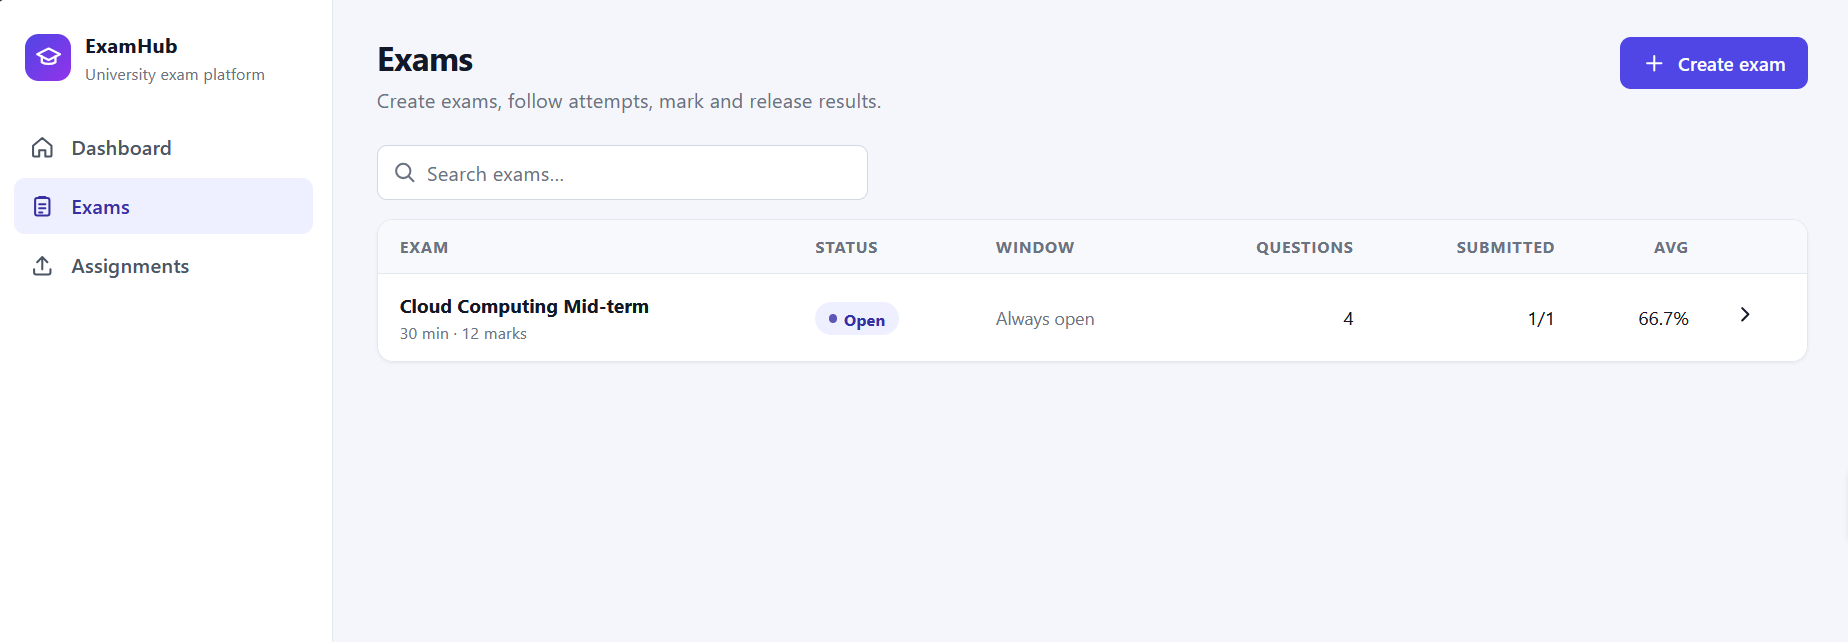 ExamHub
University exam platform
Dashboard
Exams
Assignments
Exams
Create exams, follow attempts, mark and release results.
Create exam
Search exams...
EXAM STATUS WINDOW QUESTIONS SUBMITTED AVG
Cloud Computing Mid-term Open Always open 4 1/1 66.7%
30 min · 12 marks